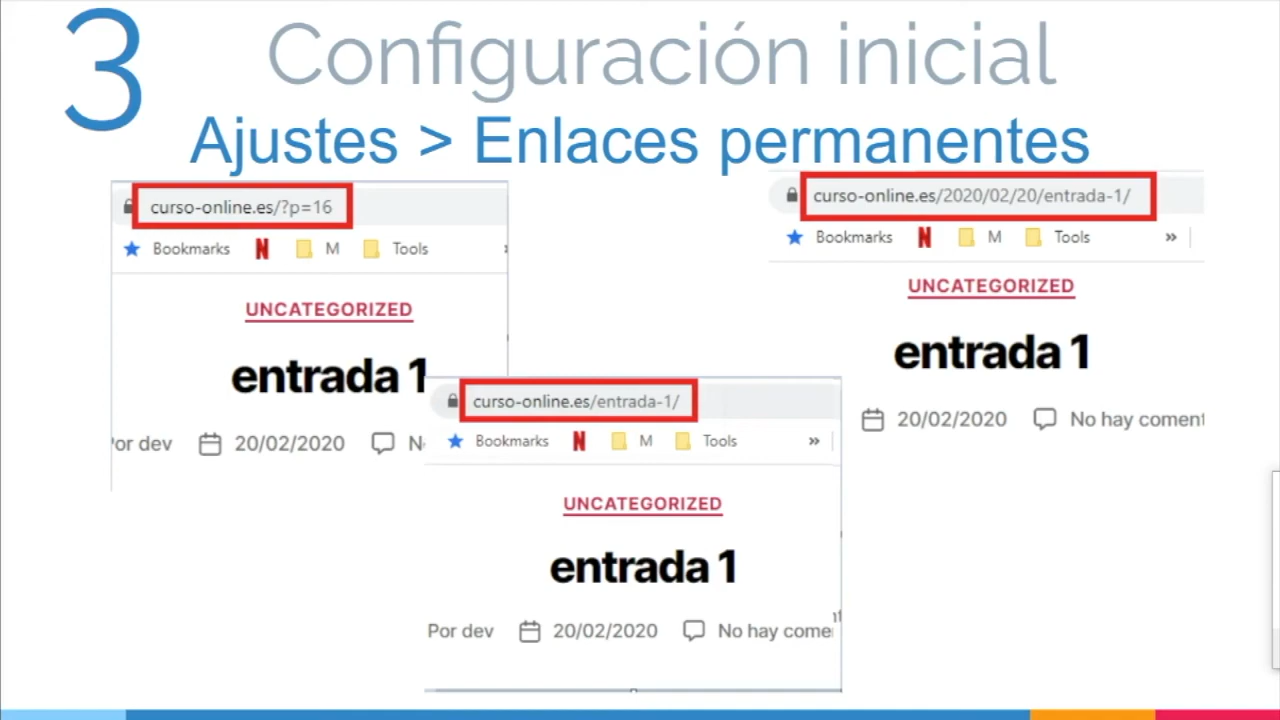 3
Configuración inicial
Ajustes > Enlaces permanentes
curso-online.es/?p=16
Bookmarks N M Tools
UNCATEGORIZED
entrada 1
Por dev 20/02/2020
curso-online.es/entrada-1/
Bookmarks N M Tools »
UNCATEGORIZED
entrada 1
Por dev 20/02/2020 No hay
curso-online.es/2020/02/20/entrada-1/
Bookmarks N M Tools »
UNCATEGORIZED
entrada 1
20/02/2020 No hay